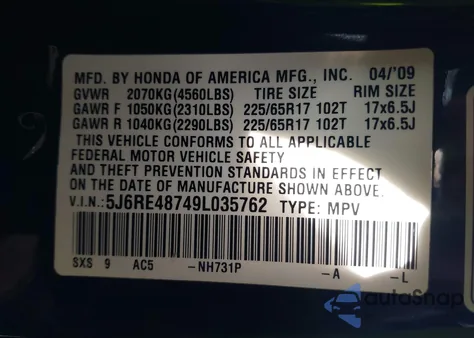 MFD. BY HONDA OF AMERICA MFG., INC. 04/'09
GVWR 2070KG(4560LBS) TIRE SIZE RIM SIZE
GAWR F 1050KG(2310LBS) 225/65R17 102T 17x6.5J
GAWR R 1040KG(2290LBS) 225/65R17 102T 17x6.5J
THIS VEHICLE CONFORMS TO ALL APPLICABLE
FEDERAL MOTOR VEHICLE SAFETY
AND THEFT PREVENTION STANDARDS IN EFFECT
ON THE DATE OF MANUFACTURE SHOWN ABOVE.
V.I.N.: 5J6RE48749L035762 TYPE: MPV
SXS 9 AC5 -NH731P -A -L
autoSnap